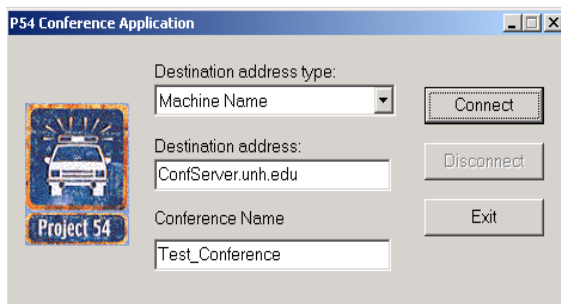 P54 Conference Application
Destination address type:
Machine Name
Connect
Destination address:
ConfServer.unh.edu
Disconnect
Conference Name
Exit
Test_Conference
Project 54